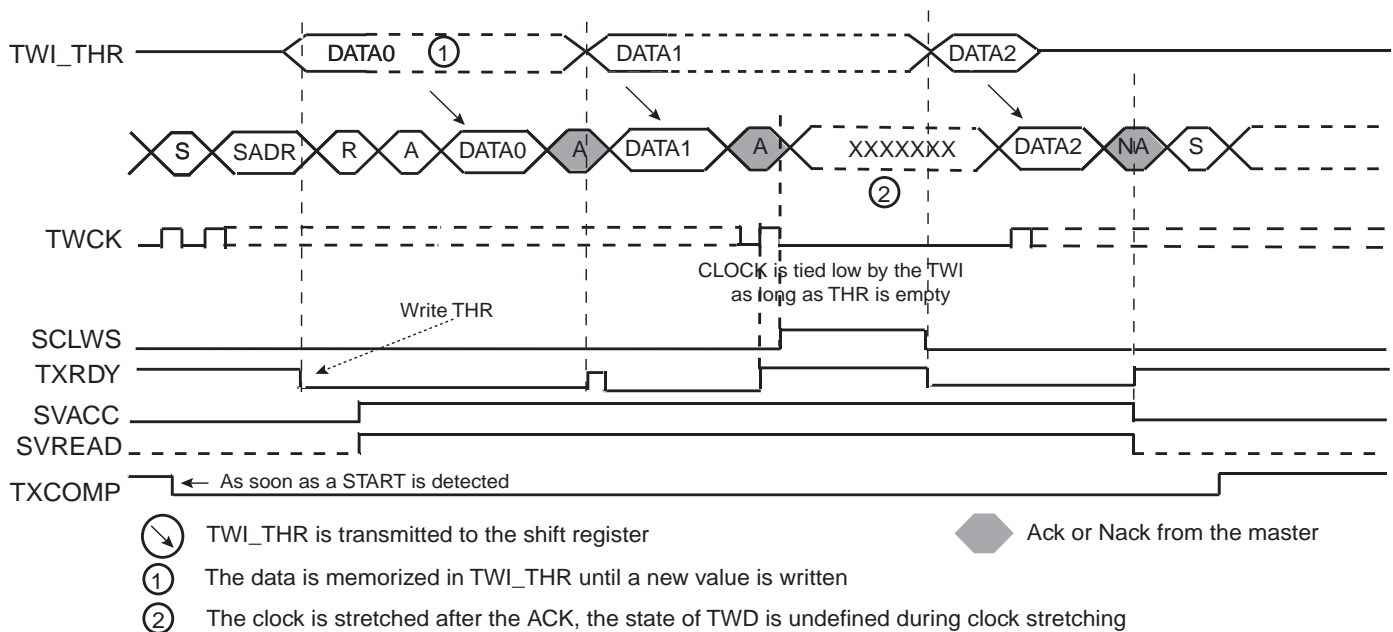 TWI_THR DATA0 1 DATA1 DATA2
S SADR R A DATA0 A DATA1 A XXXXXXX DATA2 NA S
2
TWCK
CLOCK is tied low by the TWI
as long as THR is empty
Write THR
SCLWS
TXRDY
SVACC
SVREAD
TXCOMP As soon as a START is detected
TWI_THR is transmitted to the shift register Ack or Nack from the master
1 The data is memorized in TWI_THR until a new value is written
2 The clock is stretched after the ACK, the state of TWD is undefined during clock stretching